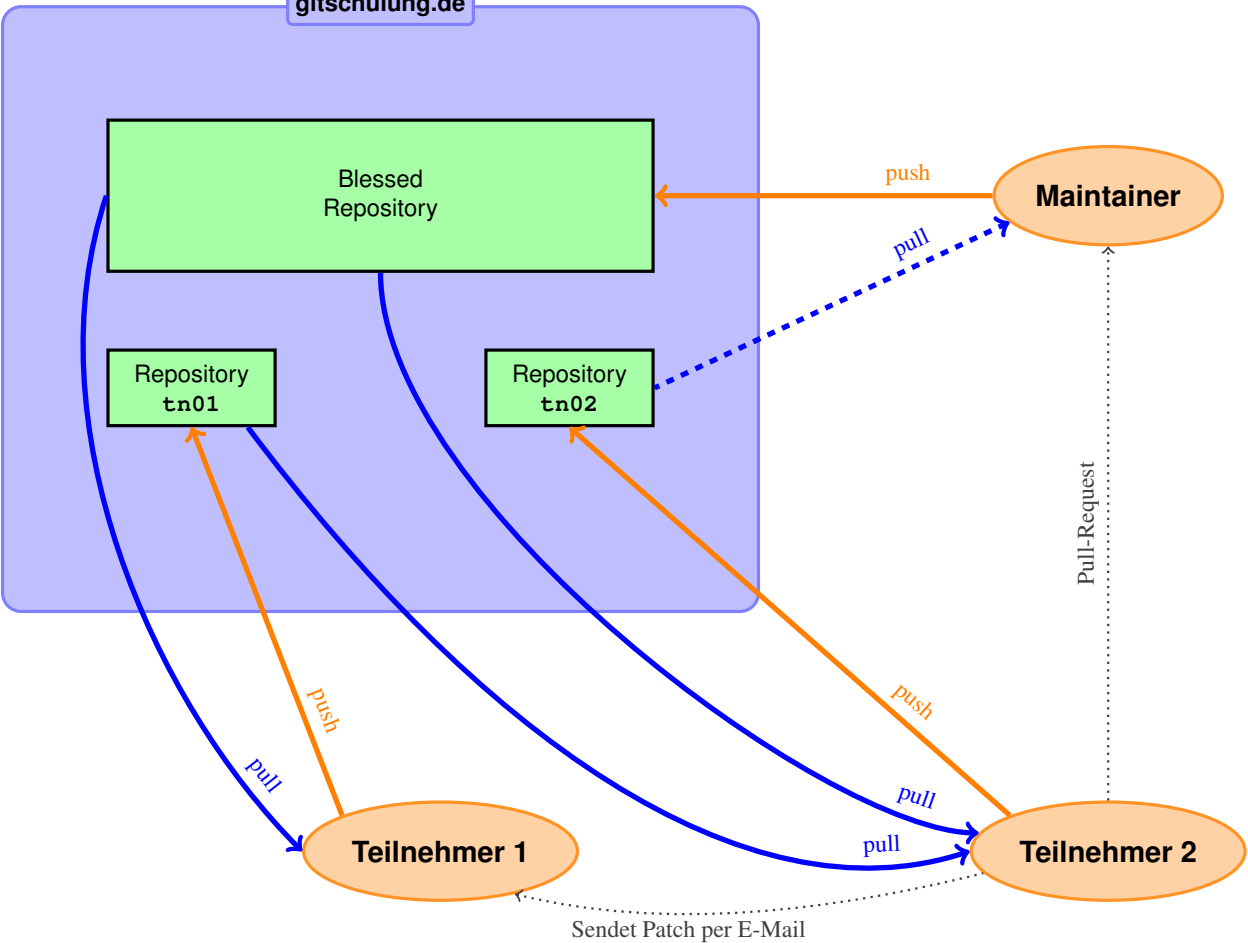 gitschulung.de
Blessed
Repository
push
Maintainer
pull
Repository
tn01
Repository
tn02
Pull-Request
push
push
pull
pull
pull
Teilnehmer 1
Teilnehmer 2
Sendet Patch per E-Mail